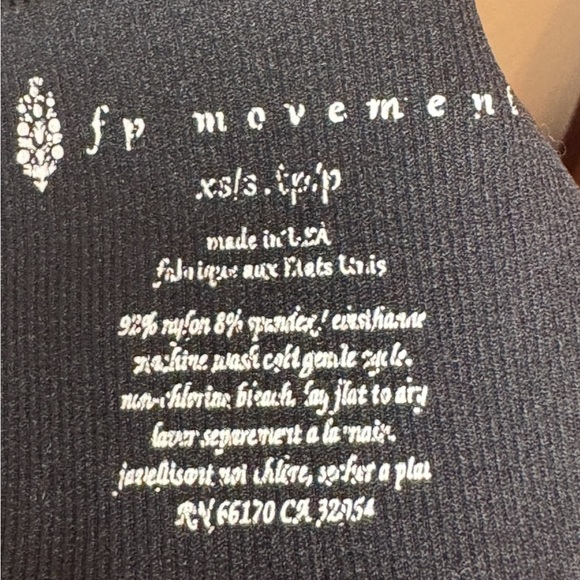 fp movement
xs/s . tp/p
made in USA
fabrique aux Etats Unis
92% nylon 8% spandex / elasthanne
machine wash cold gentle cycle,
non-chlorine bleach, lay flat to dry
laver separement a la main,
javellisant non chlore, secher a plat
RN 66170 CA 32954